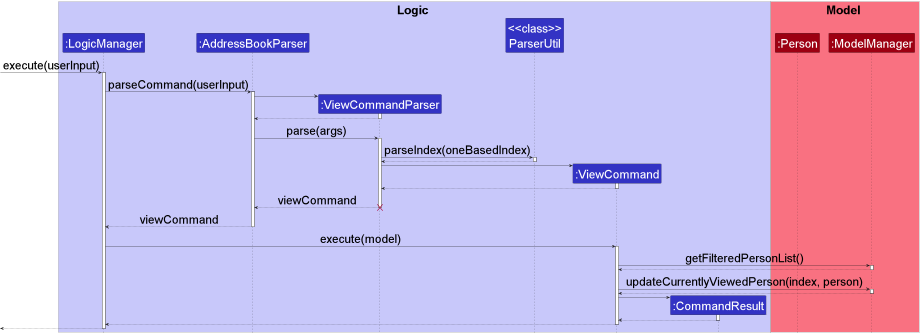 Logic
Model
<<class>>
:LogicManager
:AddressBookParser
ParserUtil
:Person
:ModelManager
execute(userInput)
parseCommand(userInput)
:ViewCommandParser
parse(args)
parseIndex(oneBasedIndex)
:ViewCommand
viewCommand
viewCommand
execute(model)
getFilteredPersonList()
updateCurrentlyViewedPerson(index, person)
:CommandResult